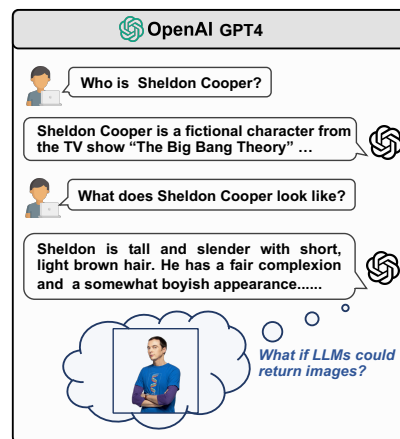 OpenAI GPT4
Who is Sheldon Cooper?
Sheldon Cooper is a fictional character from
the TV show “The Big Bang Theory” ...
What does Sheldon Cooper look like?
Sheldon is tall and slender with short,
light brown hair. He has a fair complexion
and a somewhat boyish appearance......
What if LLMs could
return images?